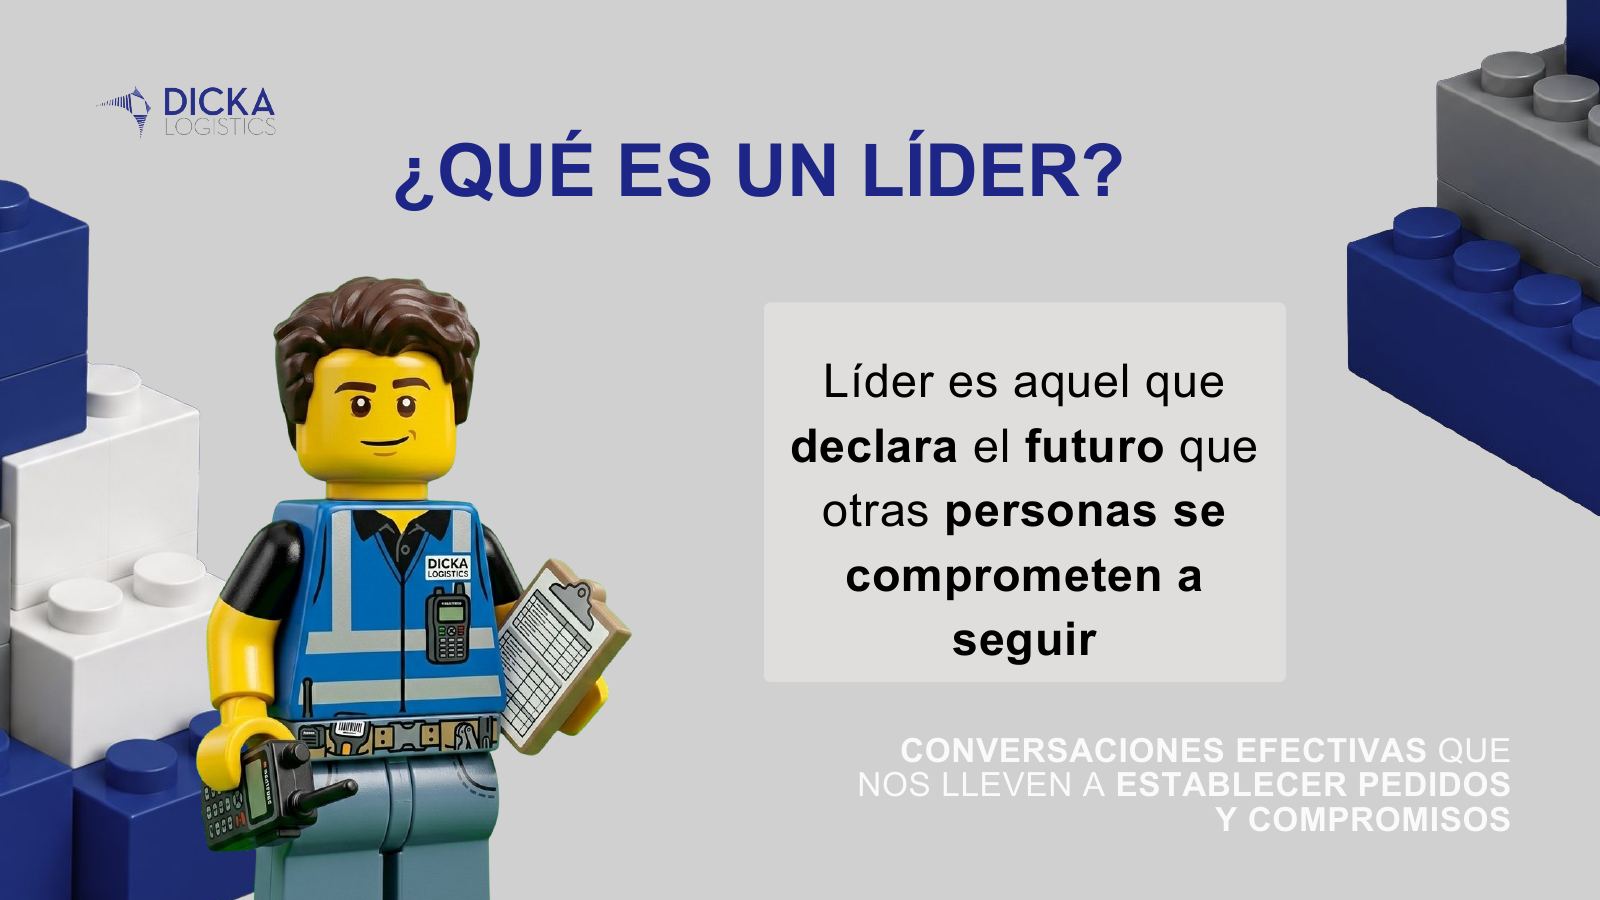 DICKA
LOGISTICS
¿QUÉ ES UN LÍDER?
Líder es aquel que
declara el futuro que
otras personas se
comprometen a
seguir
DICKA
LOGISTICS
CONVERSACIONES EFECTIVAS QUE
NOS LLEVEN A ESTABLECER PEDIDOS
Y COMPROMISOS